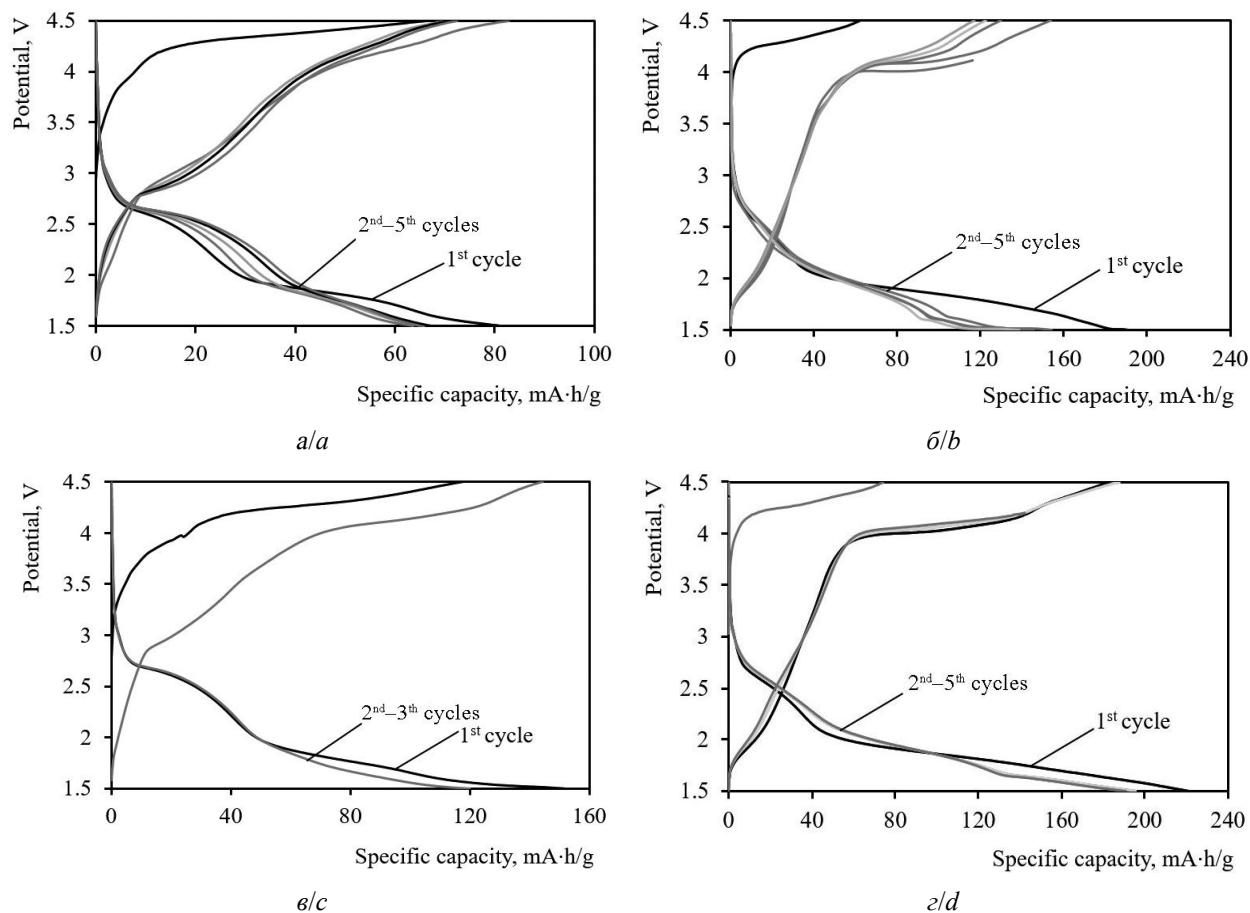 Potential, V
4.5
4
3.5
3
2.5
2
1.5
0
20
40
60
80
100
2nd–5th cycles
1st cycle
Specific capacity, mA·h/g
а/a
Potential, V
4.5
4
3.5
3
2.5
2
1.5
0
40
80
120
160
200
240
2nd–5th cycles
1st cycle
Specific capacity, mA·h/g
б/b
Potential, V
4.5
4
3.5
3
2.5
2
1.5
0
40
80
120
160
2nd–3th cycles
1st cycle
Specific capacity, mA·h/g
в/c
Potential, V
4.5
4
3.5
3
2.5
2
1.5
0
40
80
120
160
200
240
2nd–5th cycles
1st cycle
Specific capacity, mA·h/g
г/d